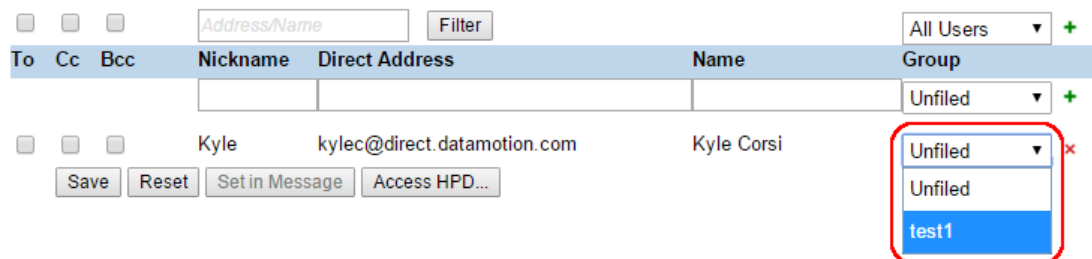 Address/Name Filter All Users ▼ +
To Cc Bcc Nickname Direct Address Name Group
Unfiled ▼ +
Kyle kylec@direct.datamotion.com Kyle Corsi Unfiled ▼ ×
Save Reset Set in Message Access HPD... Unfiled
test1